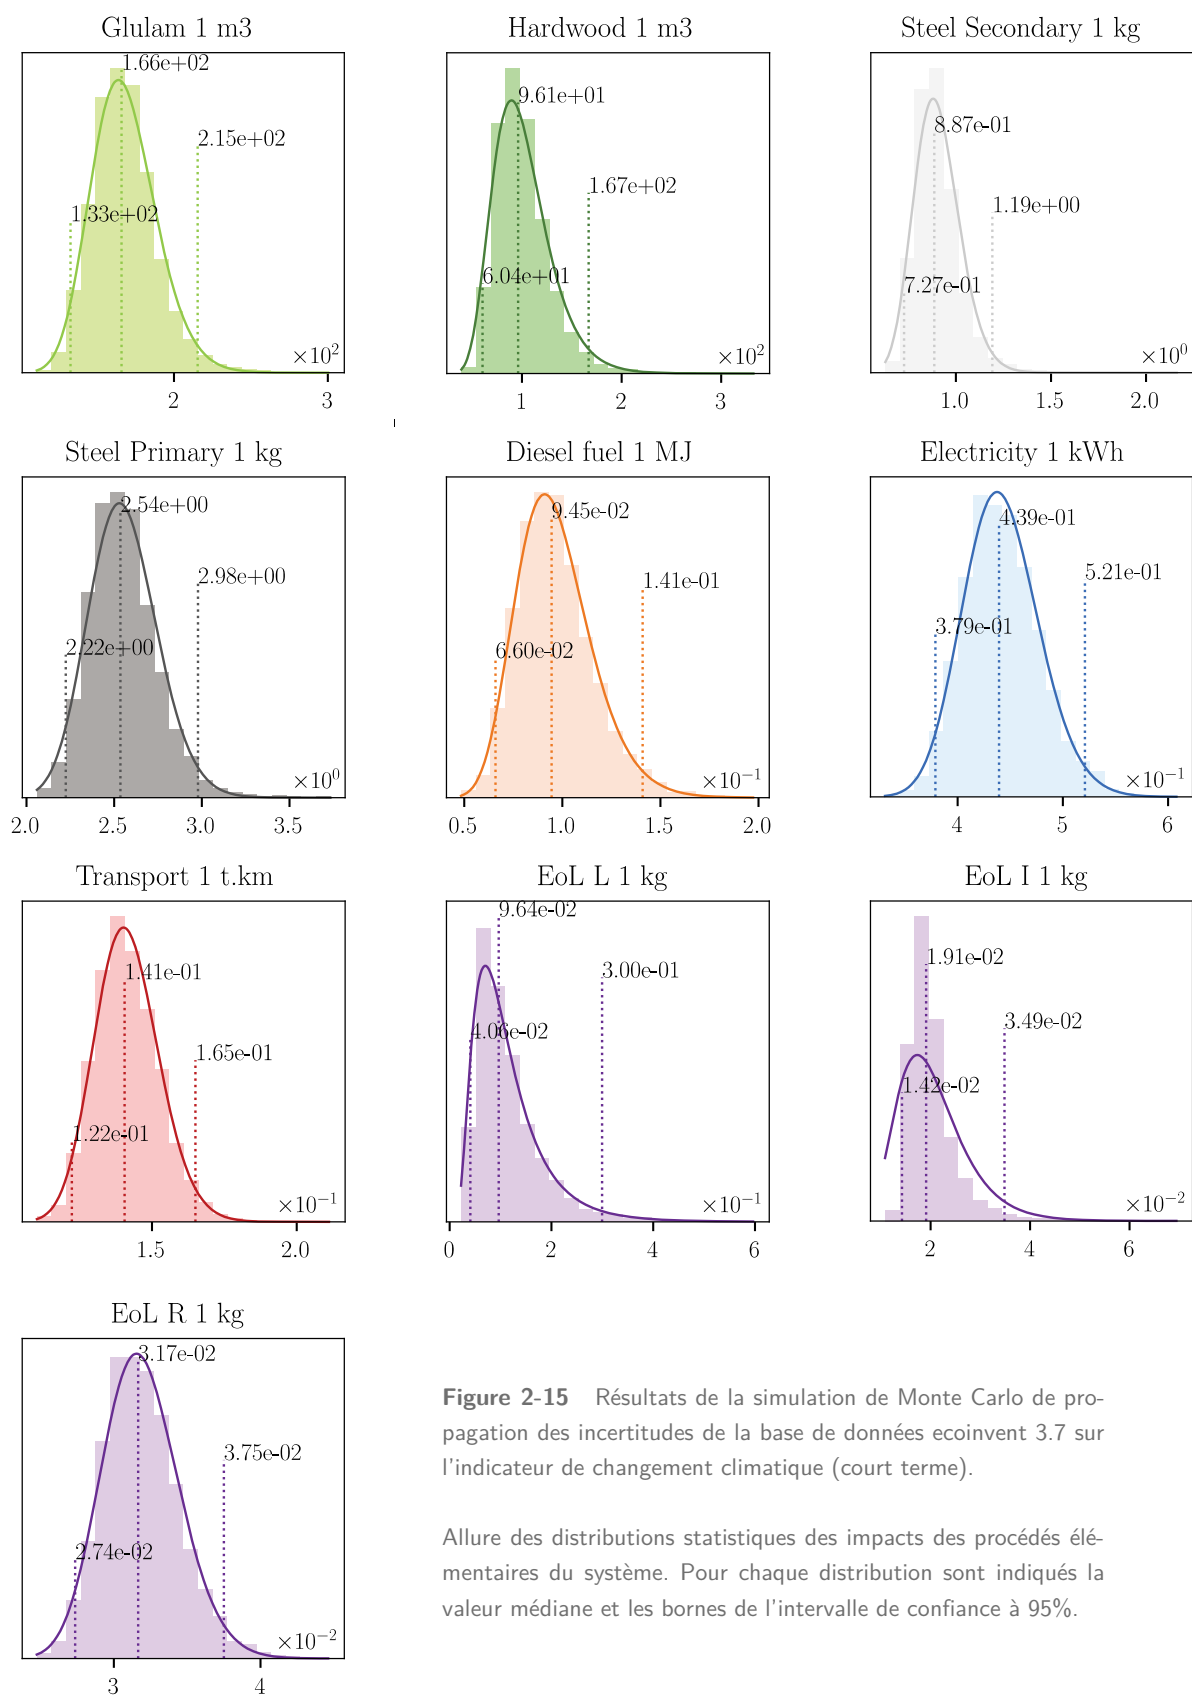 Glulam 1 m3
1.66e+02
2.15e+02
1.33e+02
×10²
2 3
Hardwood 1 m3
9.61e+01
1.67e+02
6.04e+01
×10²
1 2 3
Steel Secondary 1 kg
8.87e-01
1.19e+00
7.27e-01
×10⁰
1.0 1.5 2.0
Steel Primary 1 kg
2.54e+00
2.98e+00
2.22e+00
×10⁰
2.0 2.5 3.0 3.5
Diesel fuel 1 MJ
9.45e-02
1.41e-01
6.60e-02
×10⁻¹
0.5 1.0 1.5 2.0
Electricity 1 kWh
4.39e-01
5.21e-01
3.79e-01
×10⁻¹
4 5 6
Transport 1 t.km
1.41e-01
1.65e-01
1.22e-01
×10⁻¹
1.5 2.0
EoL L 1 kg
9.64e-02
3.00e-01
4.06e-02
×10⁻¹
0 2 4 6
EoL I 1 kg
1.91e-02
3.49e-02
1.42e-02
×10⁻²
2 4 6
EoL R 1 kg
3.17e-02
3.75e-02
2.74e-02
×10⁻²
3 4
Figure 2-15 Résultats de la simulation de Monte Carlo de pro-
pagation des incertitudes de la base de données ecoinvent 3.7 sur
l'indicateur de changement climatique (court terme).
Allure des distributions statistiques des impacts des procédés élé-
mentaires du système. Pour chaque distribution sont indiqués la
valeur médiane et les bornes de l'intervalle de confiance à 95%.